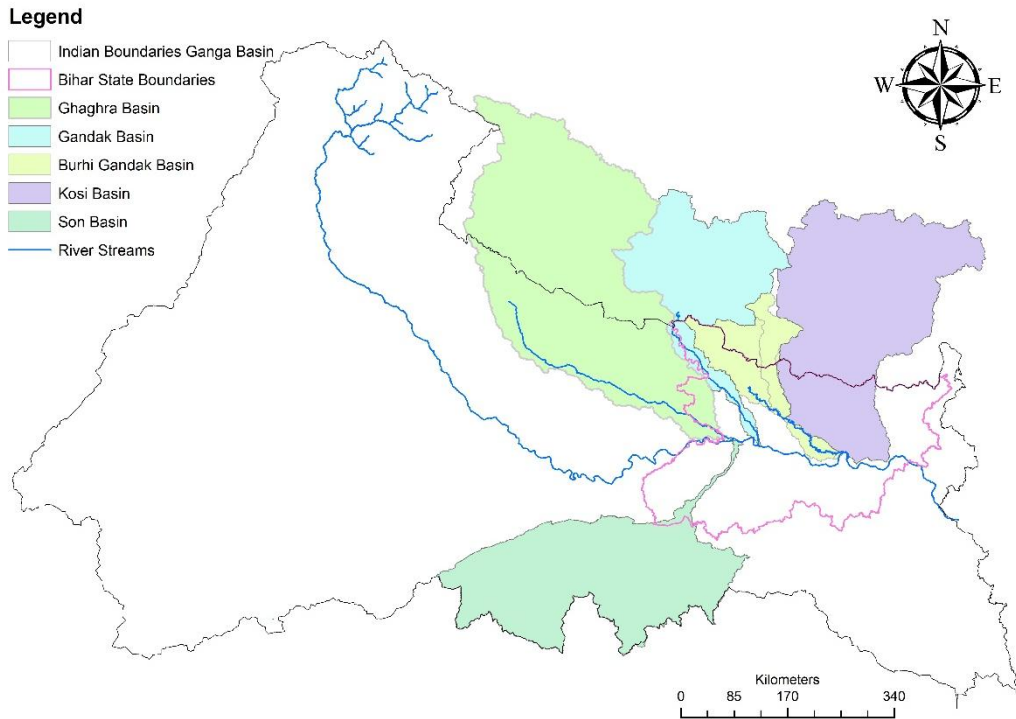 Legend
Indian Boundaries Ganga Basin
Bihar State Boundaries
Ghaghra Basin
Gandak Basin
Burhi Gandak Basin
Kosi Basin
Son Basin
River Streams
N
W E
S
Kilometers
0 85 170 340